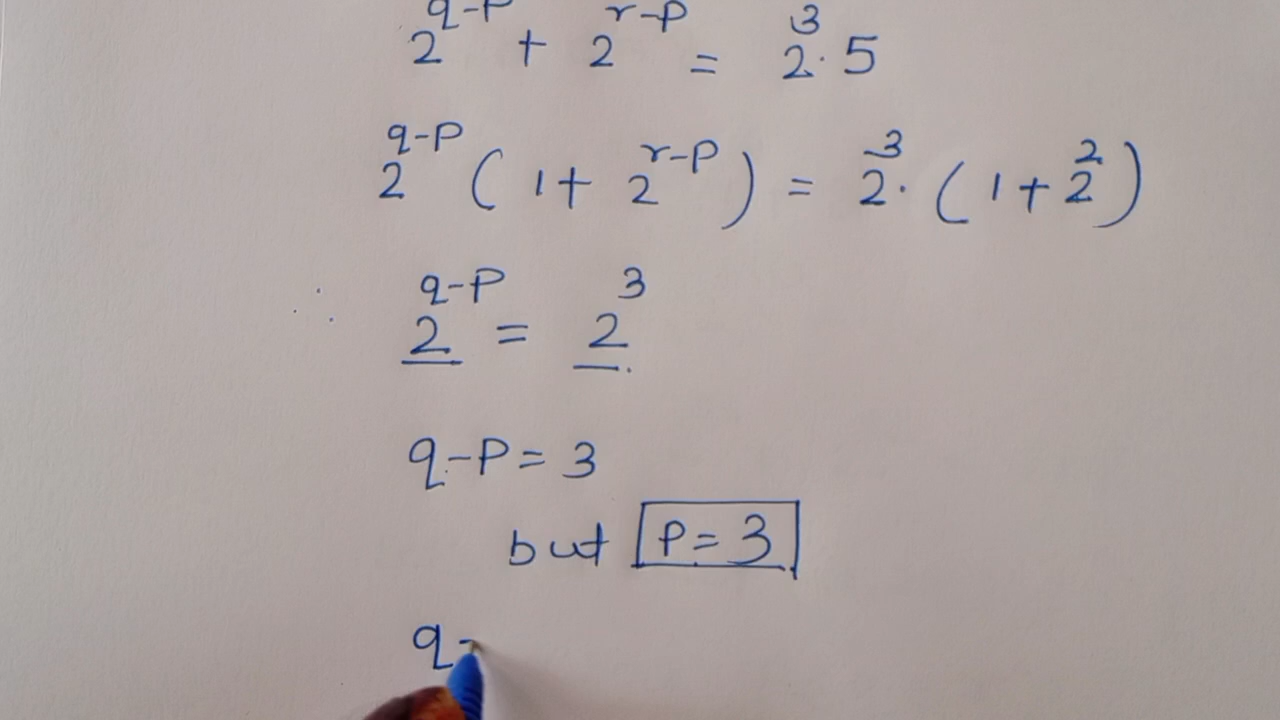 2^{q-p} + 2^{r-p} = 2^3 . 5
2^{q-p} ( 1 + 2^{r-p} ) = 2^3 . ( 1 + 2^2 )
∴ 2^{q-p} = 2^3
q-p = 3
but p = 3
q-